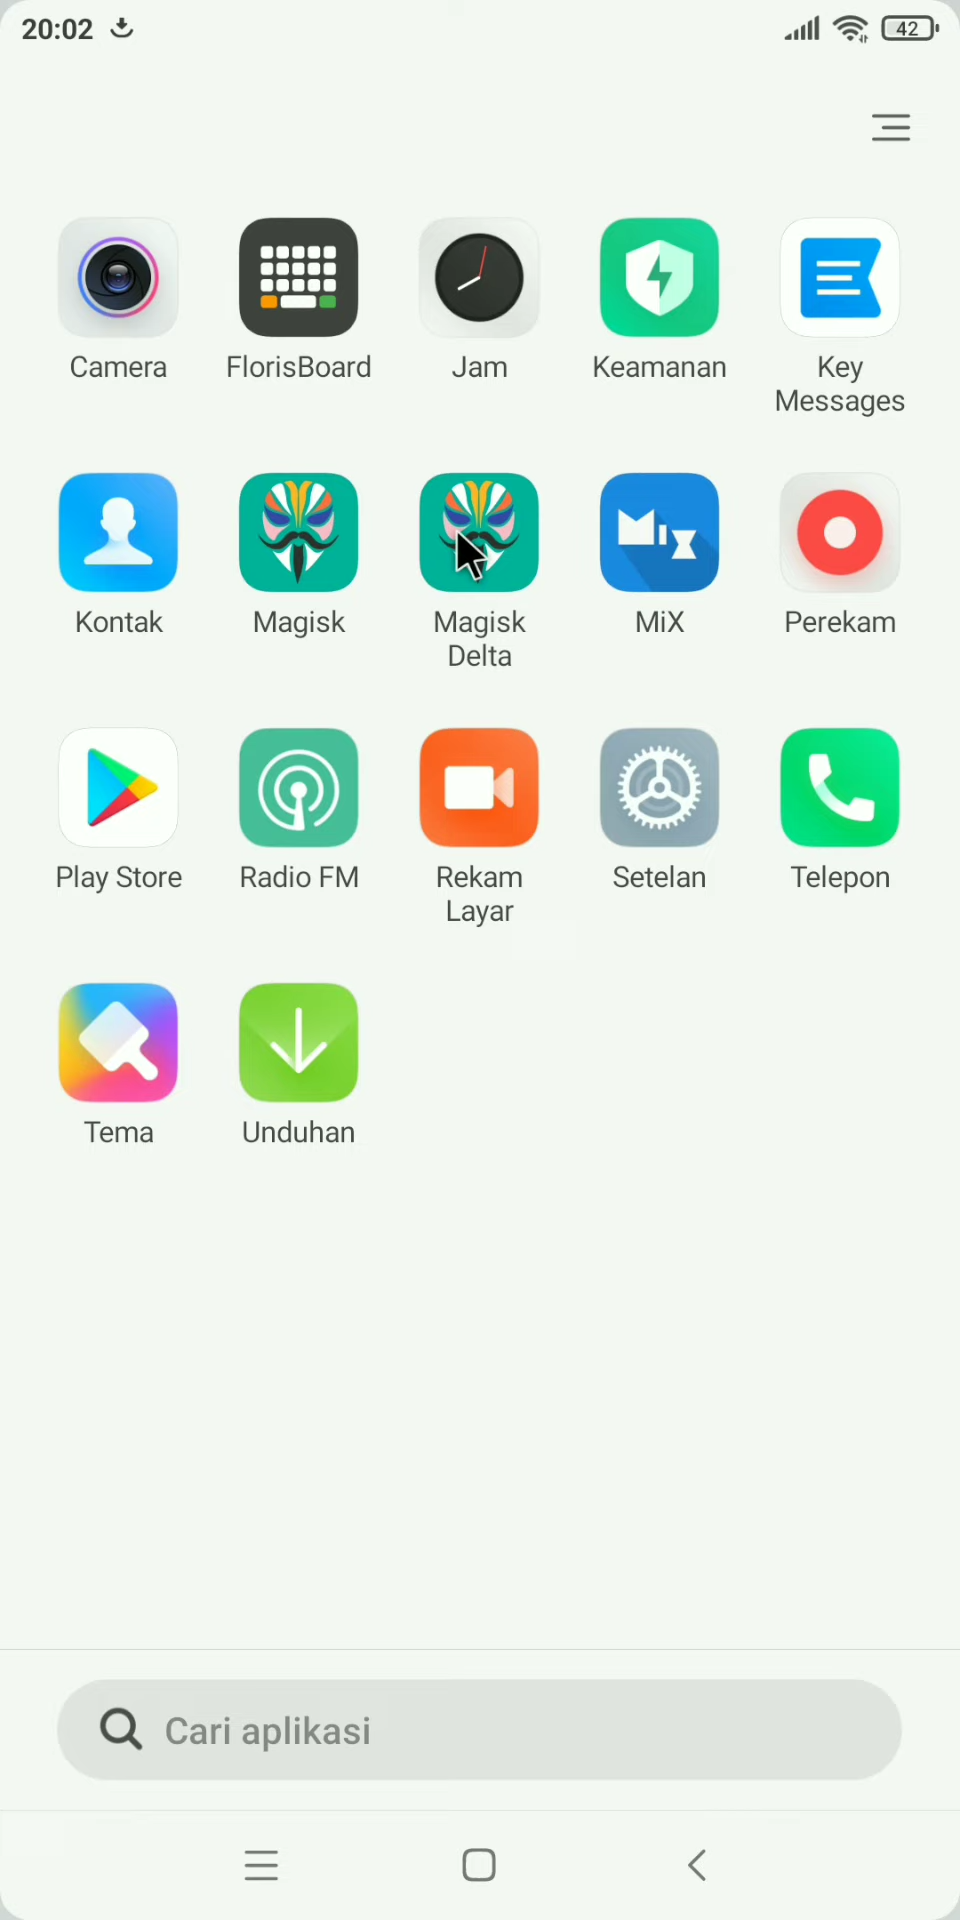 20:02
42
Camera
FlorisBoard
Jam
Keamanan
Key
Messages
Kontak
Magisk
Magisk
Delta
MiX
Perekam
Play Store
Radio FM
Rekam
Layar
Setelan
Telepon
Tema
Unduhan
Cari aplikasi